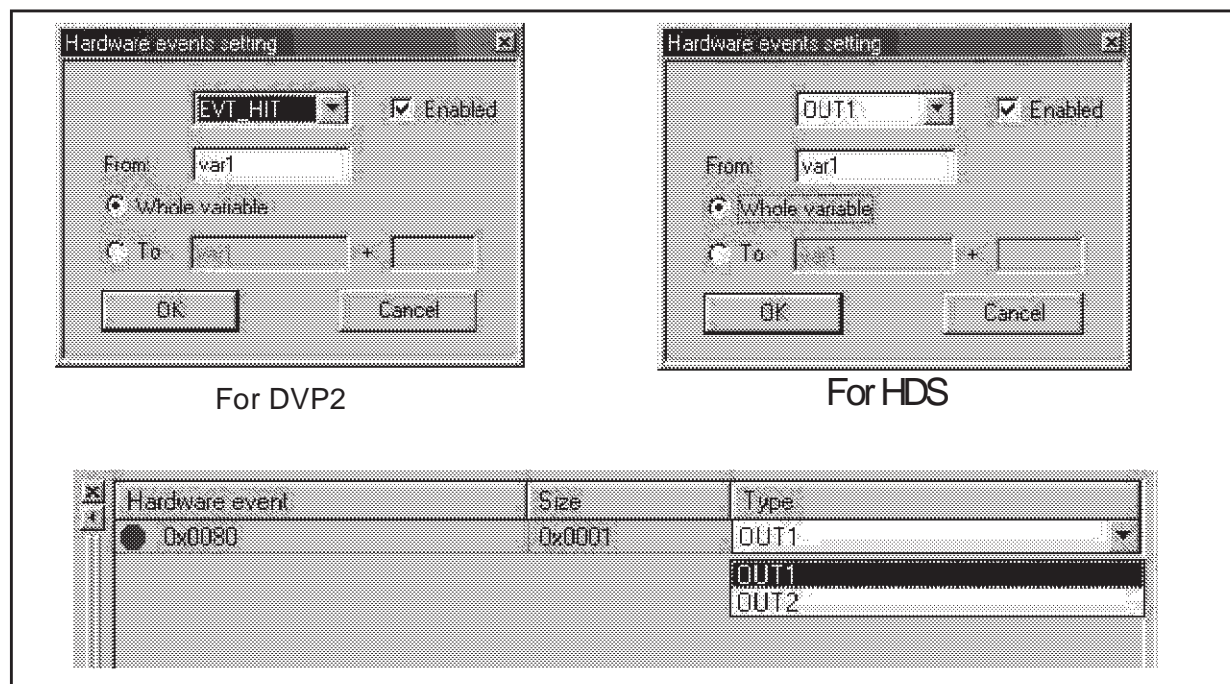 Hardware events setting
EVT_HIT Enabled
From: var1
Whole variable
To var1 +
OK Cancel
For DVP2
Hardware events setting
OUT1 Enabled
From: var1
Whole variable
To var1 +
OK Cancel
For HDS
Hardware event Size Type
0x0080 0x0001 OUT1
OUT1
OUT2